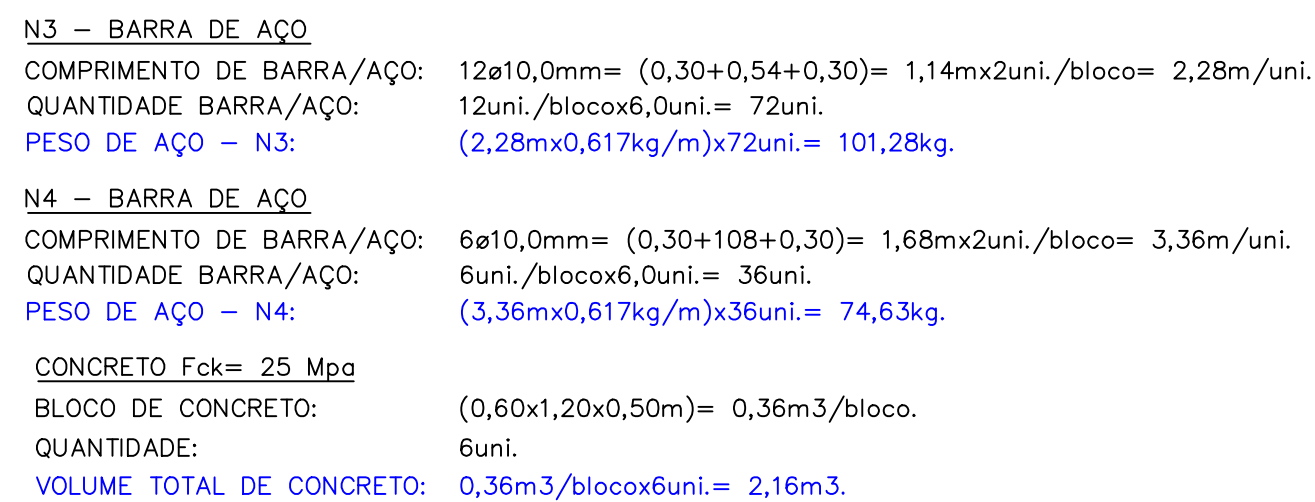 N3 – BARRA DE AÇO
COMPRIMENTO DE BARRA/AÇO: 12ø10,0mm= (0,30+0,54+0,30)= 1,14mx2uni./bloco= 2,28m/uni.
QUANTIDADE BARRA/AÇO: 12uni./blocox6,0uni.= 72uni.
PESO DE AÇO – N3: (2,28mx0,617kg/m)x72uni.= 101,28kg.
N4 – BARRA DE AÇO
COMPRIMENTO DE BARRA/AÇO: 6ø10,0mm= (0,30+108+0,30)= 1,68mx2uni./bloco= 3,36m/uni.
QUANTIDADE BARRA/AÇO: 6uni./blocox6,0uni.= 36uni.
PESO DE AÇO – N4: (3,36mx0,617kg/m)x36uni.= 74,63kg.
CONCRETO Fck= 25 Mpa
BLOCO DE CONCRETO: (0,60x1,20x0,50m)= 0,36m3/bloco.
QUANTIDADE: 6uni.
VOLUME TOTAL DE CONCRETO: 0,36m3/blocox6uni.= 2,16m3.